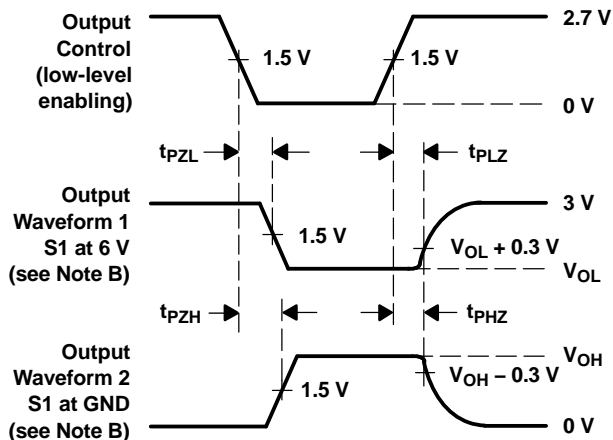 Output
Control
(low-level
enabling)
1.5 V
1.5 V
2.7 V
0 V
tPZL
tPLZ
Output
Waveform 1
S1 at 6 V
(see Note B)
1.5 V
3 V
VOL + 0.3 V
VOL
tPZH
tPHZ
Output
Waveform 2
S1 at GND
(see Note B)
1.5 V
VOH
VOH – 0.3 V
0 V